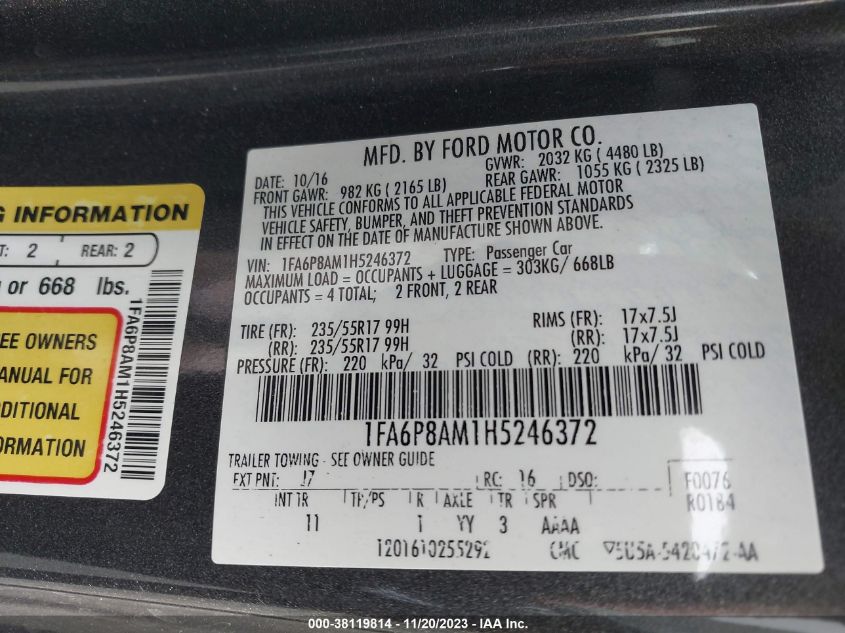 G INFORMATION
T: 2 REAR: 2
or 668 lbs.
EE OWNERS
MANUAL FOR
ODITIONAL
ORMATION
1FA6P8AM1H5246372
MFD. BY FORD MOTOR CO.
DATE: 10/16 GVWR: 2032 KG ( 4480 LB)
FRONT GAWR: 982 KG ( 2165 LB) REAR GAWR: 1055 KG ( 2325 LB)
THIS VEHICLE CONFORMS TO ALL APPLICABLE FEDERAL MOTOR
VEHICLE SAFETY, BUMPER, AND THEFT PREVENTION STANDARDS
IN EFFECT ON THE DATE OF MANUFACTURE SHOWN ABOVE.
VIN: 1FA6P8AM1H5246372 TYPE: Passenger Car
MAXIMUM LOAD = OCCUPANTS + LUGGAGE = 303KG/ 668LB
OCCUPANTS = 4 TOTAL; 2 FRONT, 2 REAR
TIRE (FR): 235/55R17 99H RIMS (FR): 17x7.5J
(RR): 235/55R17 99H (RR): 17x7.5J
PRESSURE (FR): 220 kPa/ 32 PSI COLD (RR): 220 kPa/ 32 PSI COLD
1FA6P8AM1H5246372
TRAILER TOWING - SEE OWNER GUIDE
EXT PNT: J7 RC: 16 DSO: F0076
R0184
INT TR TP/PS R AXLE TR SPR
11 1 YY 3 AAAA
1201610255292 CMC
000-38119814 - 11/20/2023 - IAA Inc.